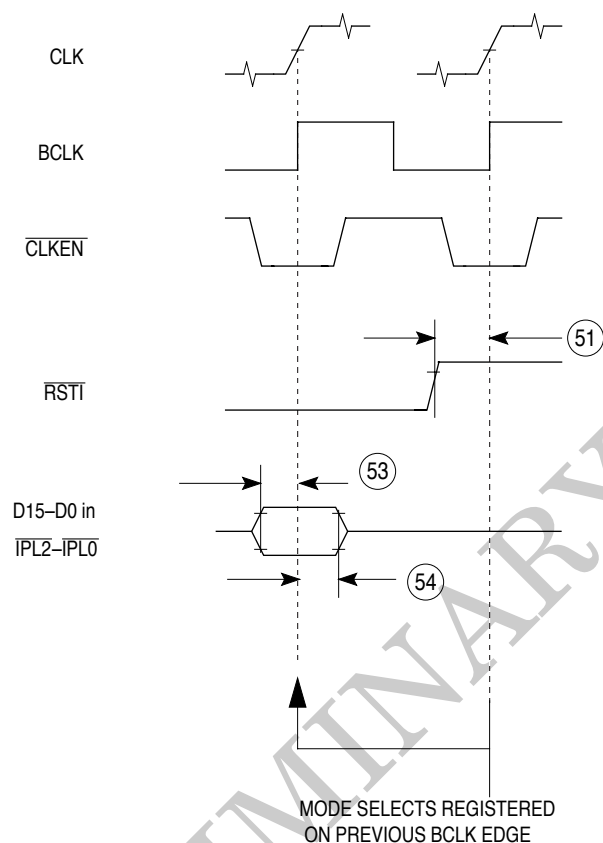 CLK
BCLK
CLKEN
51
RSTI
53
D15–D0 in
IPL2–IPL0
54
MODE SELECTS REGISTERED
ON PREVIOUS BCLK EDGE
MINARY